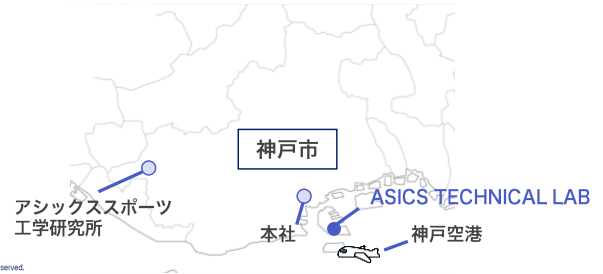 神戸市
ASICS TECHNICAL LAB
アシックススポーツ
工学研究所
本社
神戸空港
served.